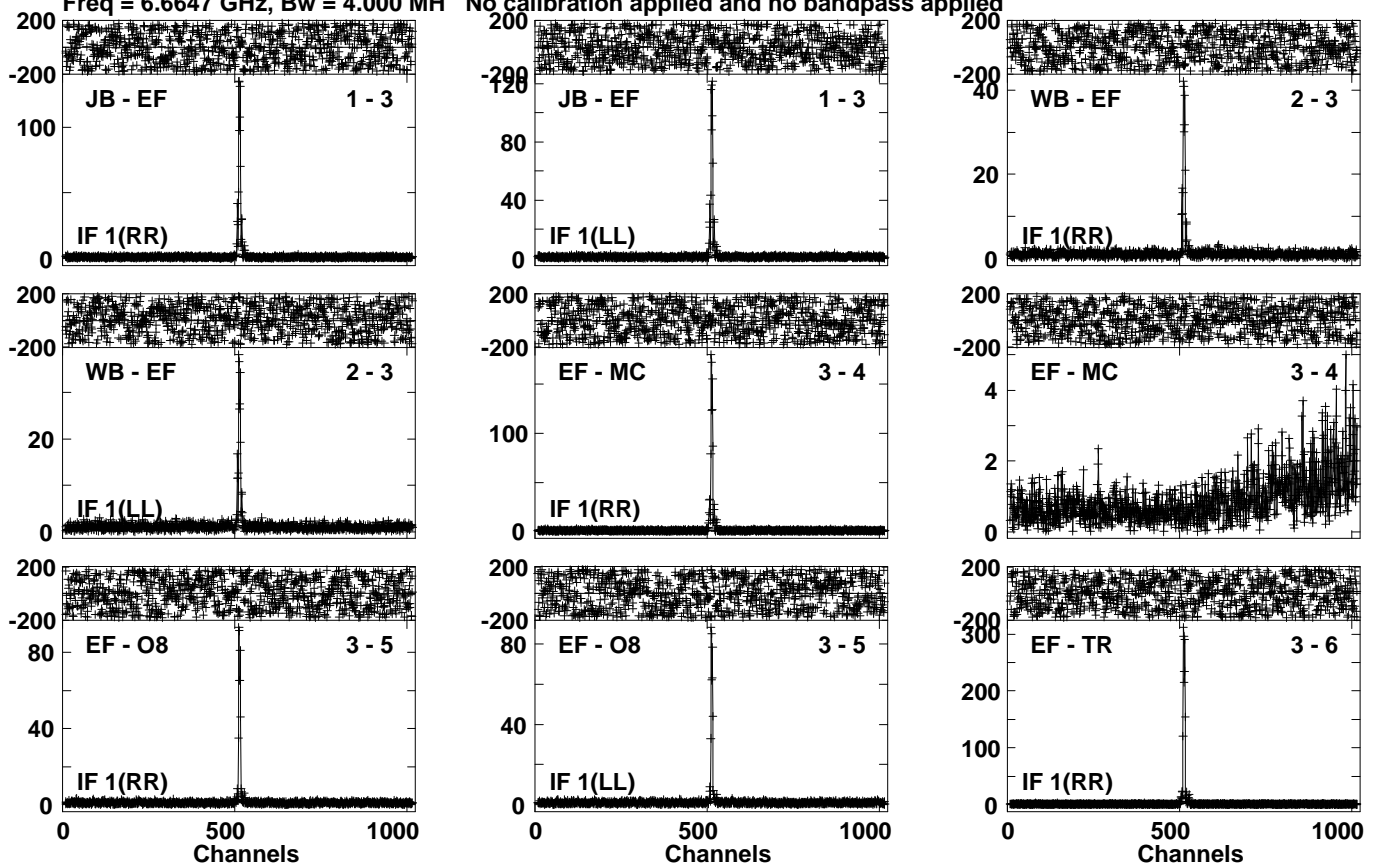 Freq = 6.6647 GHz, Bw = 4.000 MH No calibration applied and no bandpass applied
200
-200
JB - EF 1 - 3
100
IF 1(RR)
0
-200
JB - EF 1 - 3
120
80
40
IF 1(LL)
0
200
-200
WB - EF 2 - 3
40
20
IF 1(RR)
0
200
-200
WB - EF 2 - 3
20
IF 1(LL)
0
200
-200
EF - MC 3 - 4
100
IF 1(RR)
0
200
-200
EF - MC 3 - 4
4
2
0
200
-200
EF - O8 3 - 5
80
40
IF 1(RR)
0
0 500 1000
Channels
200
-200
EF - O8 3 - 5
80
40
IF 1(LL)
0
0 500 1000
Channels
200
-200
EF - TR 3 - 6
300
200
100
IF 1(RR)
0
0 500 1000
Channels